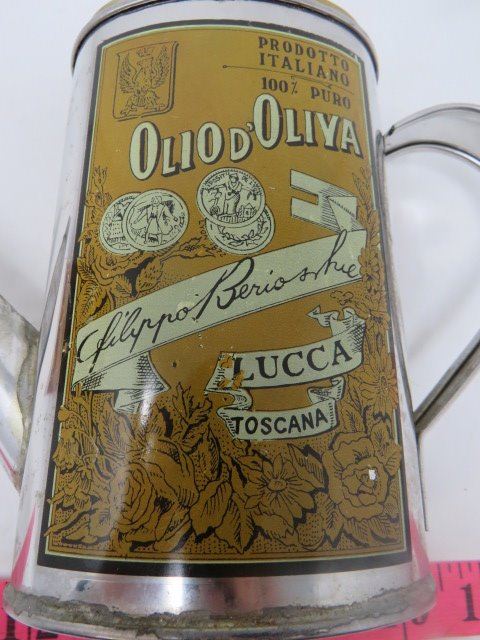 PRODOTTO
ITALIANO
100% PURO
OLIO D'OLIVA
Filippo Berio
LUCCA
TOSCANA